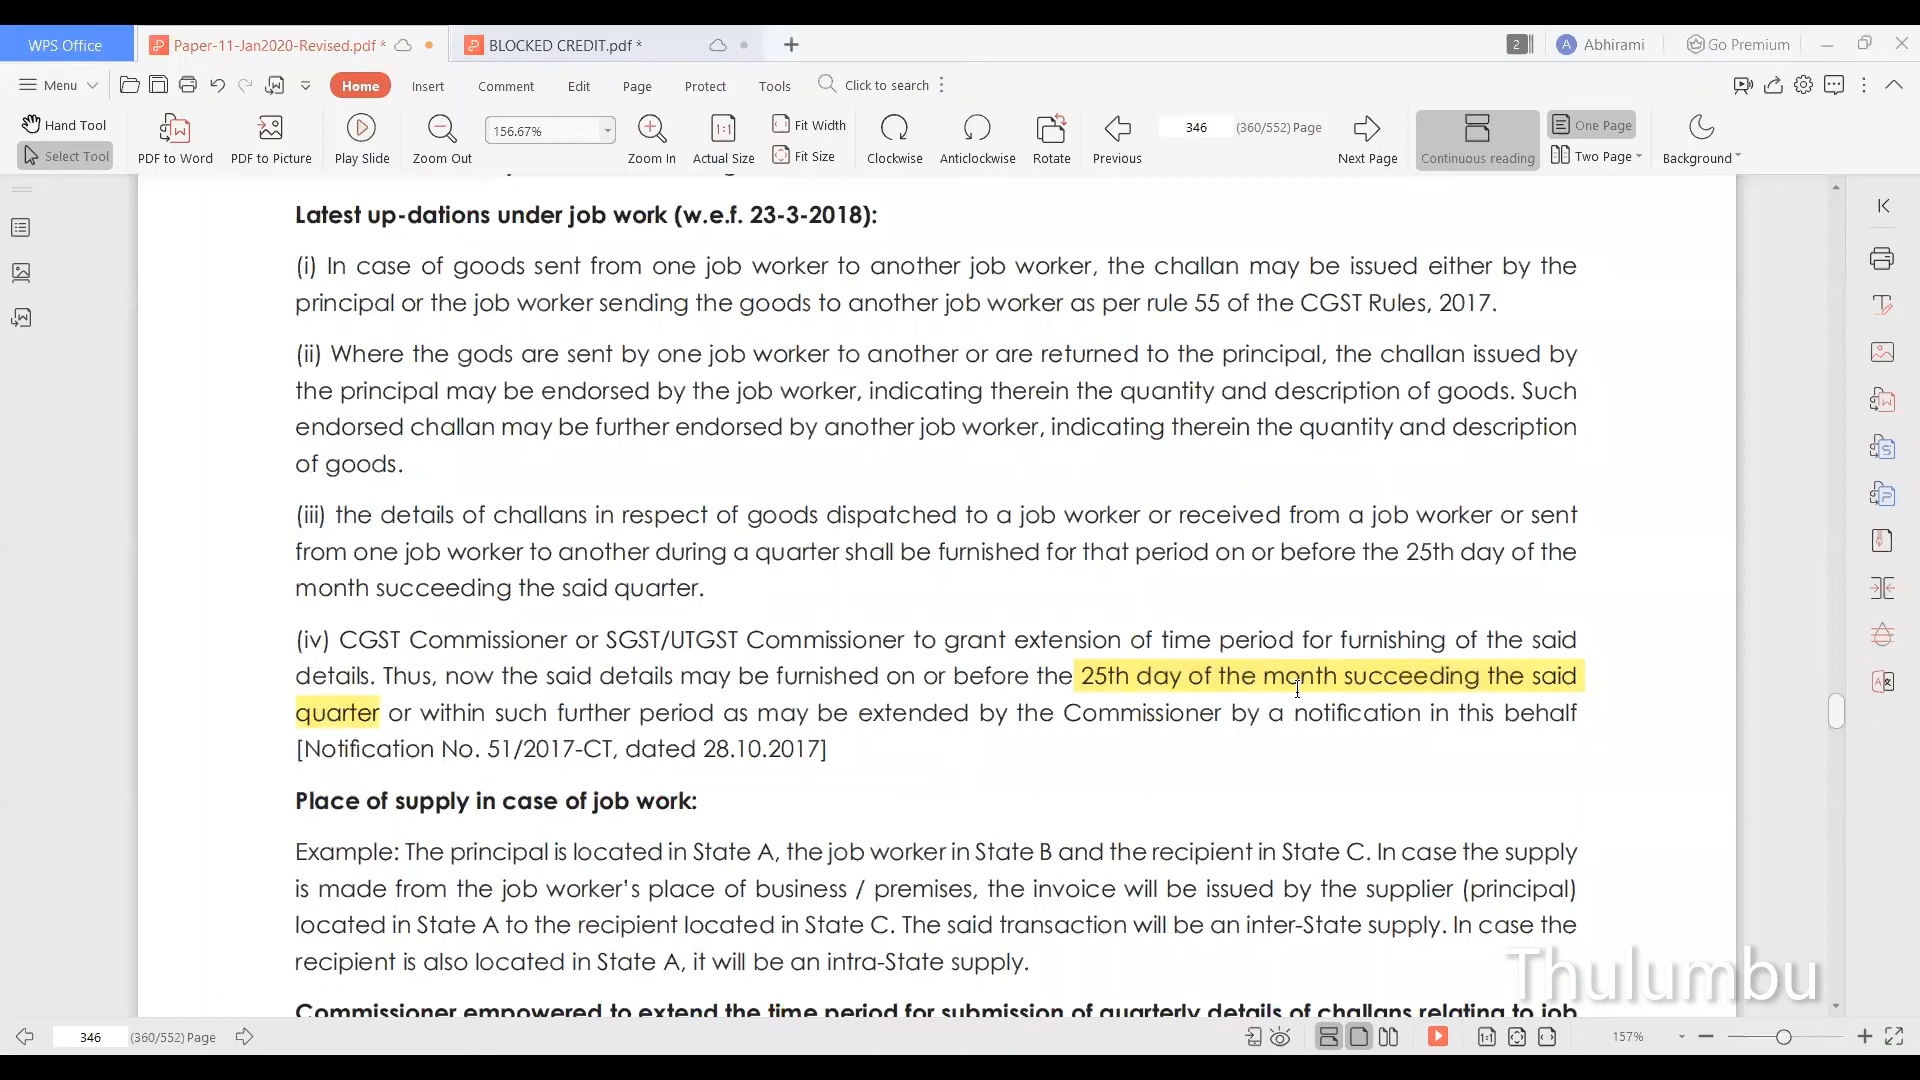 WPS Office
Paper-11-Jan2020-Revised.pdf *
BLOCKED CREDIT.pdf *
2
A Abhirami
Go Premium
Menu
Home
Insert
Comment
Edit
Page
Protect
Tools
Click to search
Hand Tool
Select Tool
PDF to Word
PDF to Picture
Play Slide
Zoom Out
156.67%
Zoom In
1:1
Actual Size
Fit Width
Fit Size
Clockwise
Anticlockwise
Rotate
Previous
346 (360/552) Page
Next Page
Continuous reading
One Page
Two Page
Background
Latest up-dations under job work (w.e.f. 23-3-2018):
(i) In case of goods sent from one job worker to another job worker, the challan may be issued either by the
principal or the job worker sending the goods to another job worker as per rule 55 of the CGST Rules, 2017.
(ii) Where the gods are sent by one job worker to another or are returned to the principal, the challan issued by
the principal may be endorsed by the job worker, indicating therein the quantity and description of goods. Such
endorsed challan may be further endorsed by another job worker, indicating therein the quantity and description
of goods.
(iii) the details of challans in respect of goods dispatched to a job worker or received from a job worker or sent
from one job worker to another during a quarter shall be furnished for that period on or before the 25th day of the
month succeeding the said quarter.
(iv) CGST Commissioner or SGST/UTGST Commissioner to grant extension of time period for furnishing of the said
details. Thus, now the said details may be furnished on or before the 25th day of the month succeeding the said
quarter or within such further period as may be extended by the Commissioner by a notification in this behalf
[Notification No. 51/2017-CT, dated 28.10.2017]
Place of supply in case of job work:
Example: The principal is located in State A, the job worker in State B and the recipient in State C. In case the supply
is made from the job worker's place of business / premises, the invoice will be issued by the supplier (principal)
located in State A to the recipient located in State C. The said transaction will be an inter-State supply. In case the
recipient is also located in State A, it will be an intra-State supply.
Commissioner empowered to extend the time period for submission of quarterly details of challans relating to job
Thulumbu
346 (360/552) Page
157%